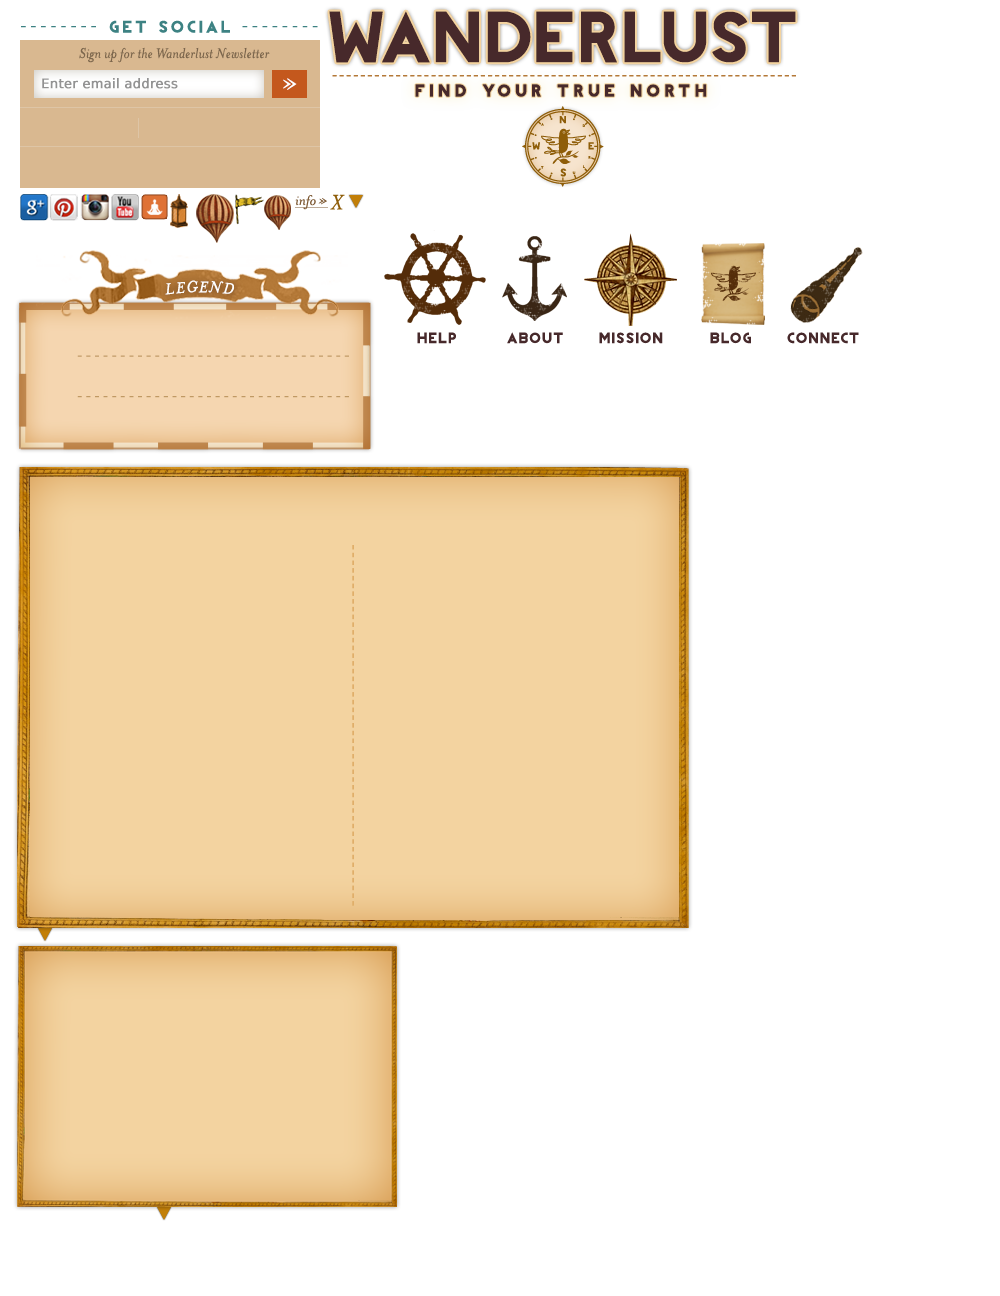 GET SOCIAL
Sign up for the Wanderlust Newsletter
Enter email address
WANDERLUST
FIND YOUR TRUE NORTH
N
W E
S
g+
You
Tube
info »
X
LEGEND
HELP ABOUT MISSION BLOG CONNECT